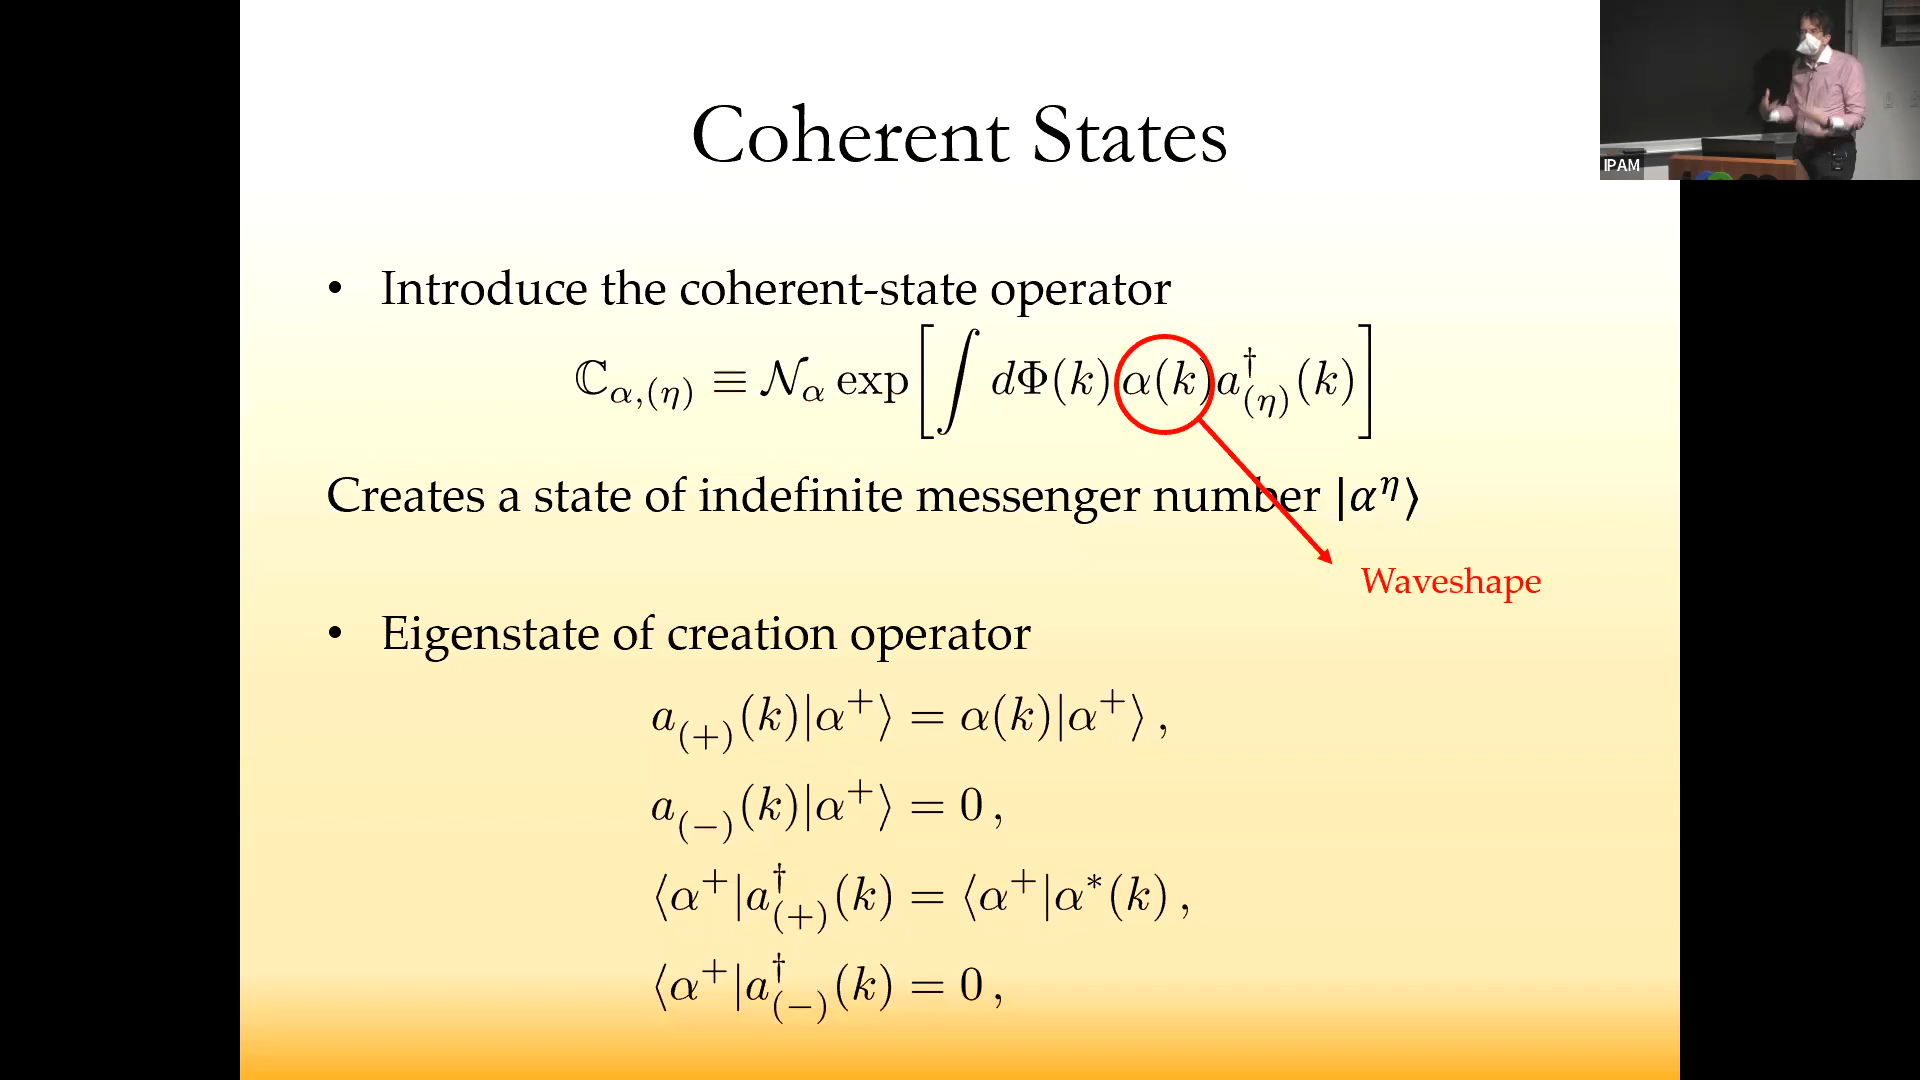 Coherent States
IPAM
• Introduce the coherent-state operator
ℂ_{α,(η)} ≡ 𝒩_α exp[∫ dΦ(k) α(k) a†_{(η)}(k)]
Creates a state of indefinite messenger number |α^η⟩
Waveshape
• Eigenstate of creation operator
a_{(+)}(k)|α⁺⟩ = α(k)|α⁺⟩ ,
a_{(−)}(k)|α⁺⟩ = 0 ,
⟨α⁺|a†_{(+)}(k) = ⟨α⁺|α*(k) ,
⟨α⁺|a†_{(−)}(k) = 0 ,